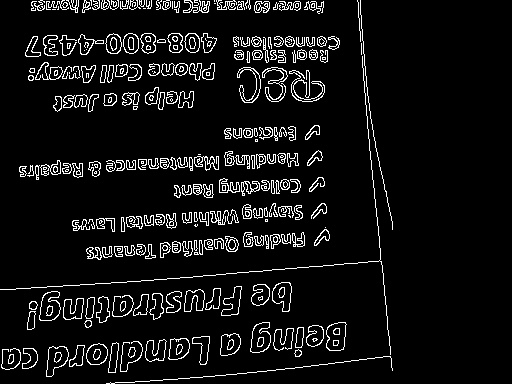 Being a Landlord ca
be Frustrating!
✓ Finding Qualified Tenants
✓ Staying Within Rental Laws
✓ Collecting Rent
✓ Handling Maintenance & Repairs
✓ Evictions
REC
Real Estate
Connections
Help is a Just
Phone Call Away:
408-800-4437
For over 60 years, REC has managed homes